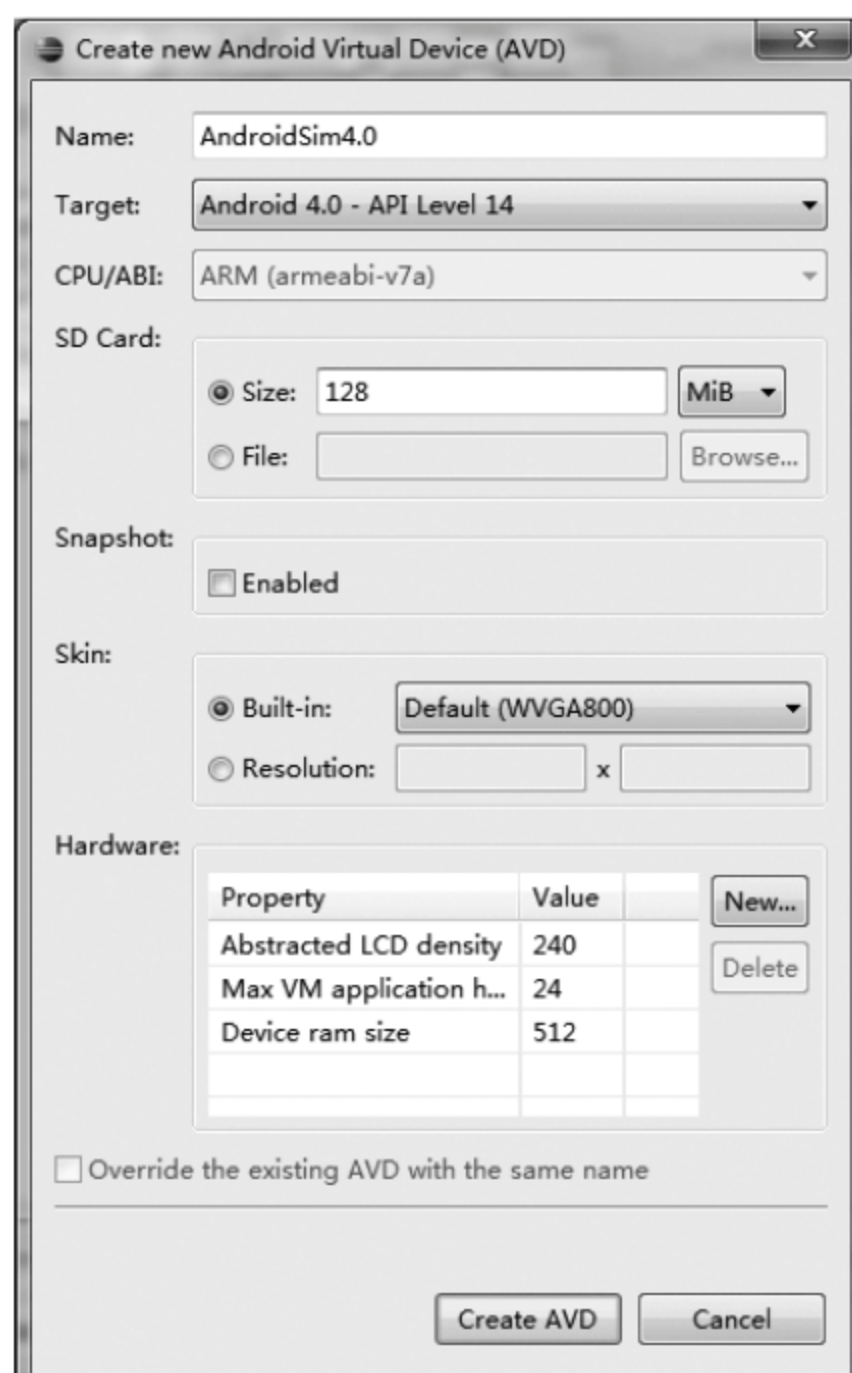 Create new Android Virtual Device (AVD)
x
Name: AndroidSim4.0
Target: Android 4.0 - API Level 14
CPU/ABI: ARM (armeabi-v7a)
SD Card:
Size: 128 MiB
File: Browse...
Snapshot:
Enabled
Skin:
Built-in: Default (WVGA800)
Resolution: x
Hardware:
Property Value New...
Abstracted LCD density 240
Delete
Max VM application h... 24
Device ram size 512
Override the existing AVD with the same name
Create AVD Cancel